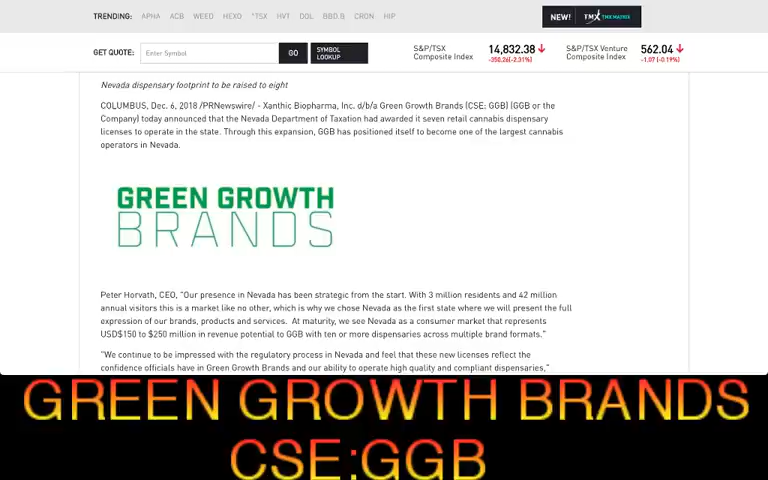 TRENDING: APHA ACB WEED HEXO ^TSX HVT DOL BBD.B CRON HIP
NEW! TMX TMX MATRIX
GET QUOTE: Enter Symbol GO SYMBOL LOOKUP
S&P/TSX Composite Index 14,832.38 -350.26(-2.31%)
S&P/TSX Venture Composite Index 562.04 -1.07 (-0.19%)
Nevada dispensary footprint to be raised to eight
COLUMBUS, Dec. 6, 2018 /PRNewswire/ - Xanthic Biopharma, Inc. d/b/a Green Growth Brands (CSE: GGB) (GGB or the
Company) today announced that the Nevada Department of Taxation had awarded it seven retail cannabis dispensary
licenses to operate in the state. Through this expansion, GGB has positioned itself to become one of the largest cannabis
operators in Nevada.
GREEN GROWTH
BRANDS
Peter Horvath, CEO, "Our presence in Nevada has been strategic from the start. With 3 million residents and 42 million
annual visitors this is a market like no other, which is why we chose Nevada as the first state where we will present the full
expression of our brands, products and services. At maturity, we see Nevada as a consumer market that represents
USD$150 to $250 million in revenue potential to GGB with ten or more dispensaries across multiple brand formats."
"We continue to be impressed with the regulatory process in Nevada and feel that these new licenses reflect the
confidence officials have in Green Growth Brands and our ability to operate high quality and compliant dispensaries,"
GREEN GROWTH BRANDS
CSE:GGB